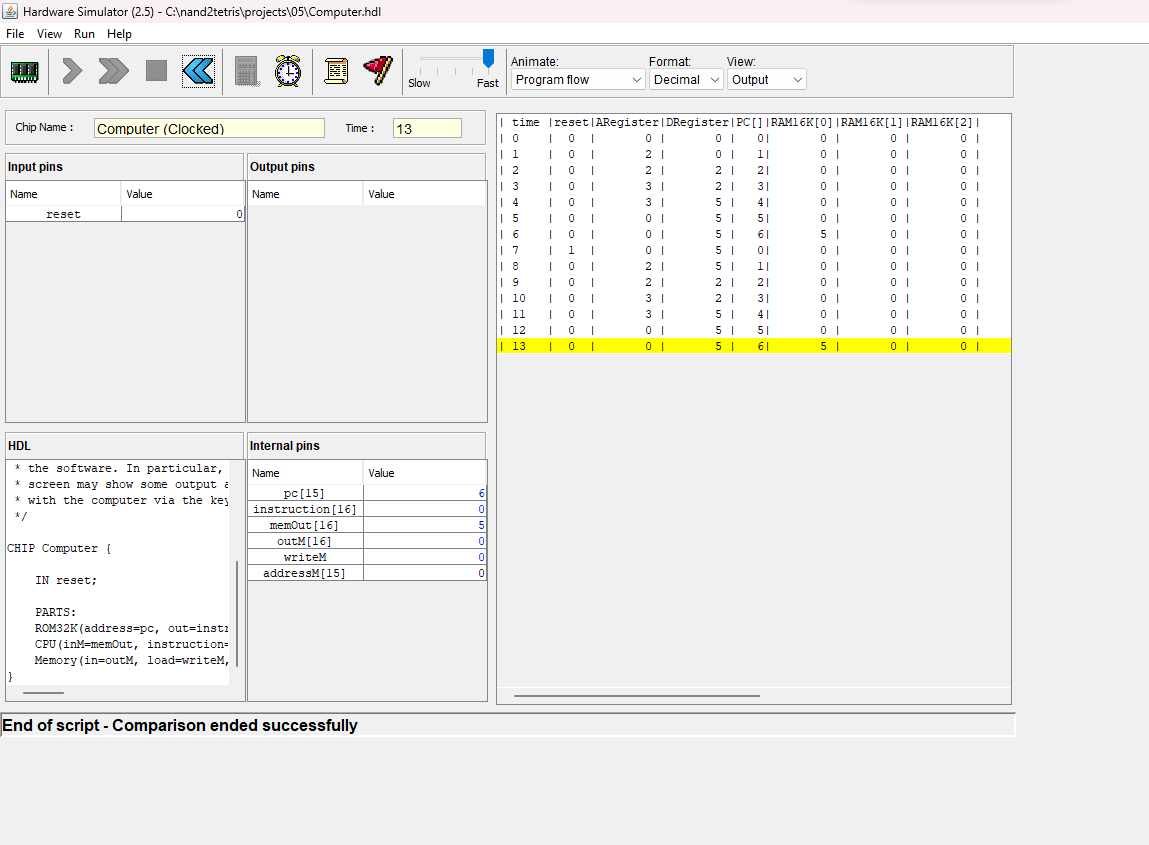 Hardware Simulator (2.5) - C:\nand2tetris\projects\05\Computer.hdl
File View Run Help
Slow Fast
Animate: Format: View:
Program flow Decimal Output
Chip Name : Computer (Clocked) Time : 13
Input pins
Name Value
reset 0
Output pins
Name Value
HDL
* the software. In particular,
* screen may show some output a
* with the computer via the key
*/
CHIP Computer {
IN reset;
PARTS:
ROM32K(address=pc, out=instr
CPU(inM=memOut, instruction=
Memory(in=outM, load=writeM,
}
Internal pins
Name Value
pc[15] 6
instruction[16] 0
memOut[16] 5
outM[16] 0
writeM 0
addressM[15] 0
| time |reset|ARegister|DRegister|PC[]|RAM16K[0]|RAM16K[1]|RAM16K[2]|
| 0 | 0 | 0 | 0 | 0| 0 | 0 | 0 |
| 1 | 0 | 2 | 0 | 1| 0 | 0 | 0 |
| 2 | 0 | 2 | 2 | 2| 0 | 0 | 0 |
| 3 | 0 | 3 | 2 | 3| 0 | 0 | 0 |
| 4 | 0 | 3 | 5 | 4| 0 | 0 | 0 |
| 5 | 0 | 0 | 5 | 5| 0 | 0 | 0 |
| 6 | 0 | 0 | 5 | 6| 5 | 0 | 0 |
| 7 | 1 | 0 | 5 | 0| 0 | 0 | 0 |
| 8 | 0 | 2 | 5 | 1| 0 | 0 | 0 |
| 9 | 0 | 2 | 2 | 2| 0 | 0 | 0 |
| 10 | 0 | 3 | 2 | 3| 0 | 0 | 0 |
| 11 | 0 | 3 | 5 | 4| 0 | 0 | 0 |
| 12 | 0 | 0 | 5 | 5| 0 | 0 | 0 |
| 13 | 0 | 0 | 5 | 6| 5 | 0 | 0 |
End of script - Comparison ended successfully